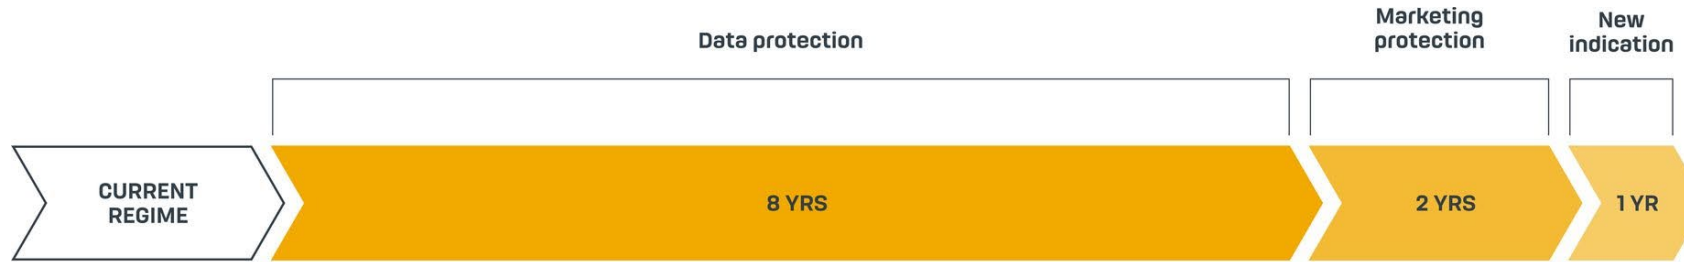 Data protection
Marketing
protection
New
indication
CURRENT
REGIME
8 YRS
2 YRS
1 YR